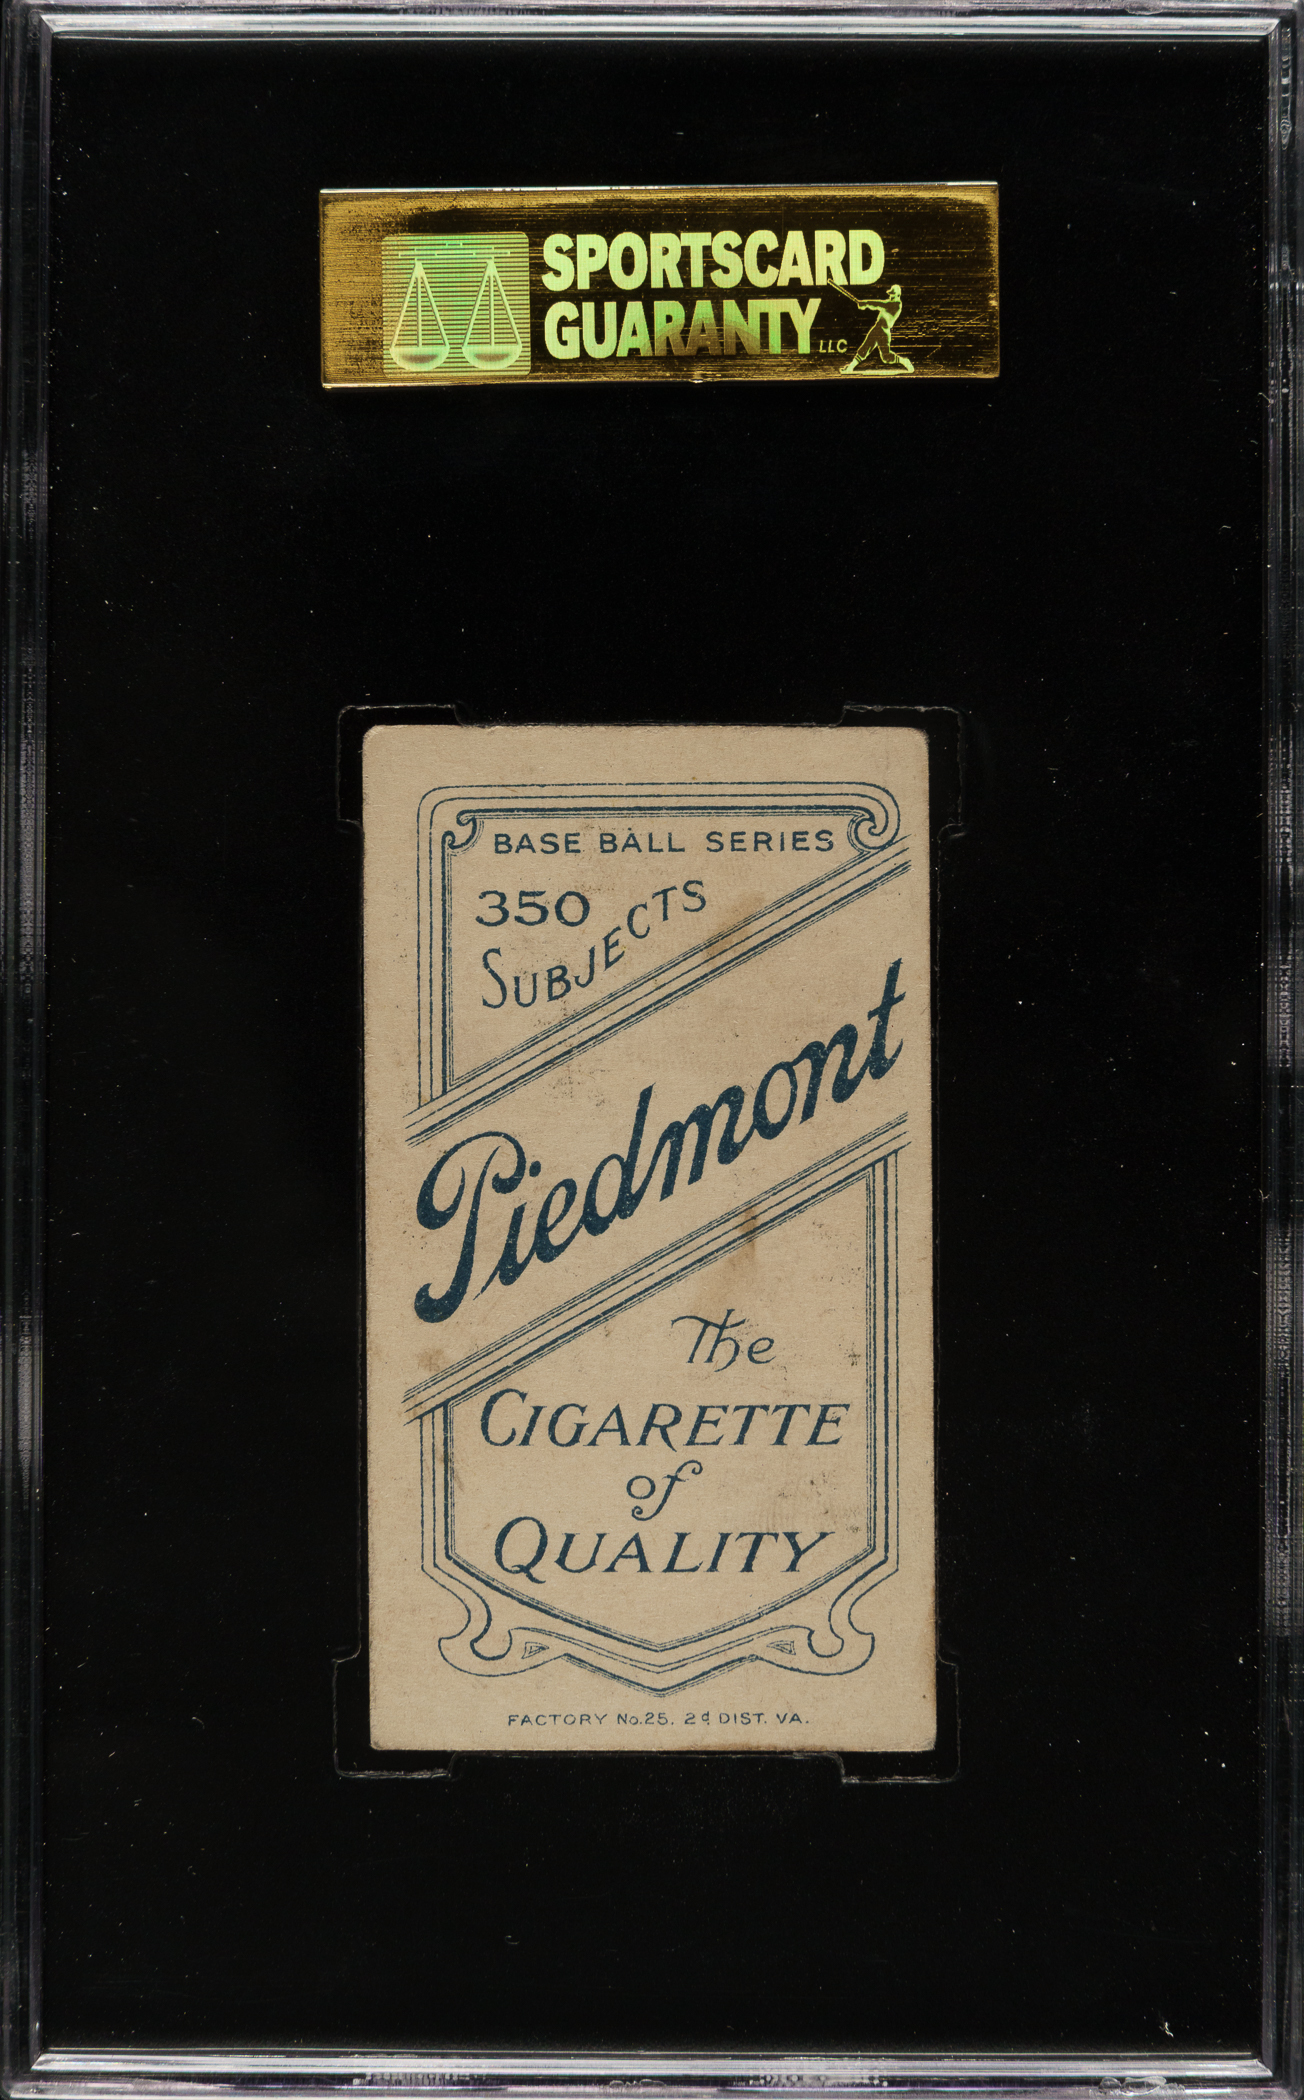 SPORTSCARD
GUARANTY LLC
BASE BALL SERIES
350
SUBJECTS
Piedmont
The
CIGARETTE
of
QUALITY
FACTORY No. 25. 2d DIST. VA.